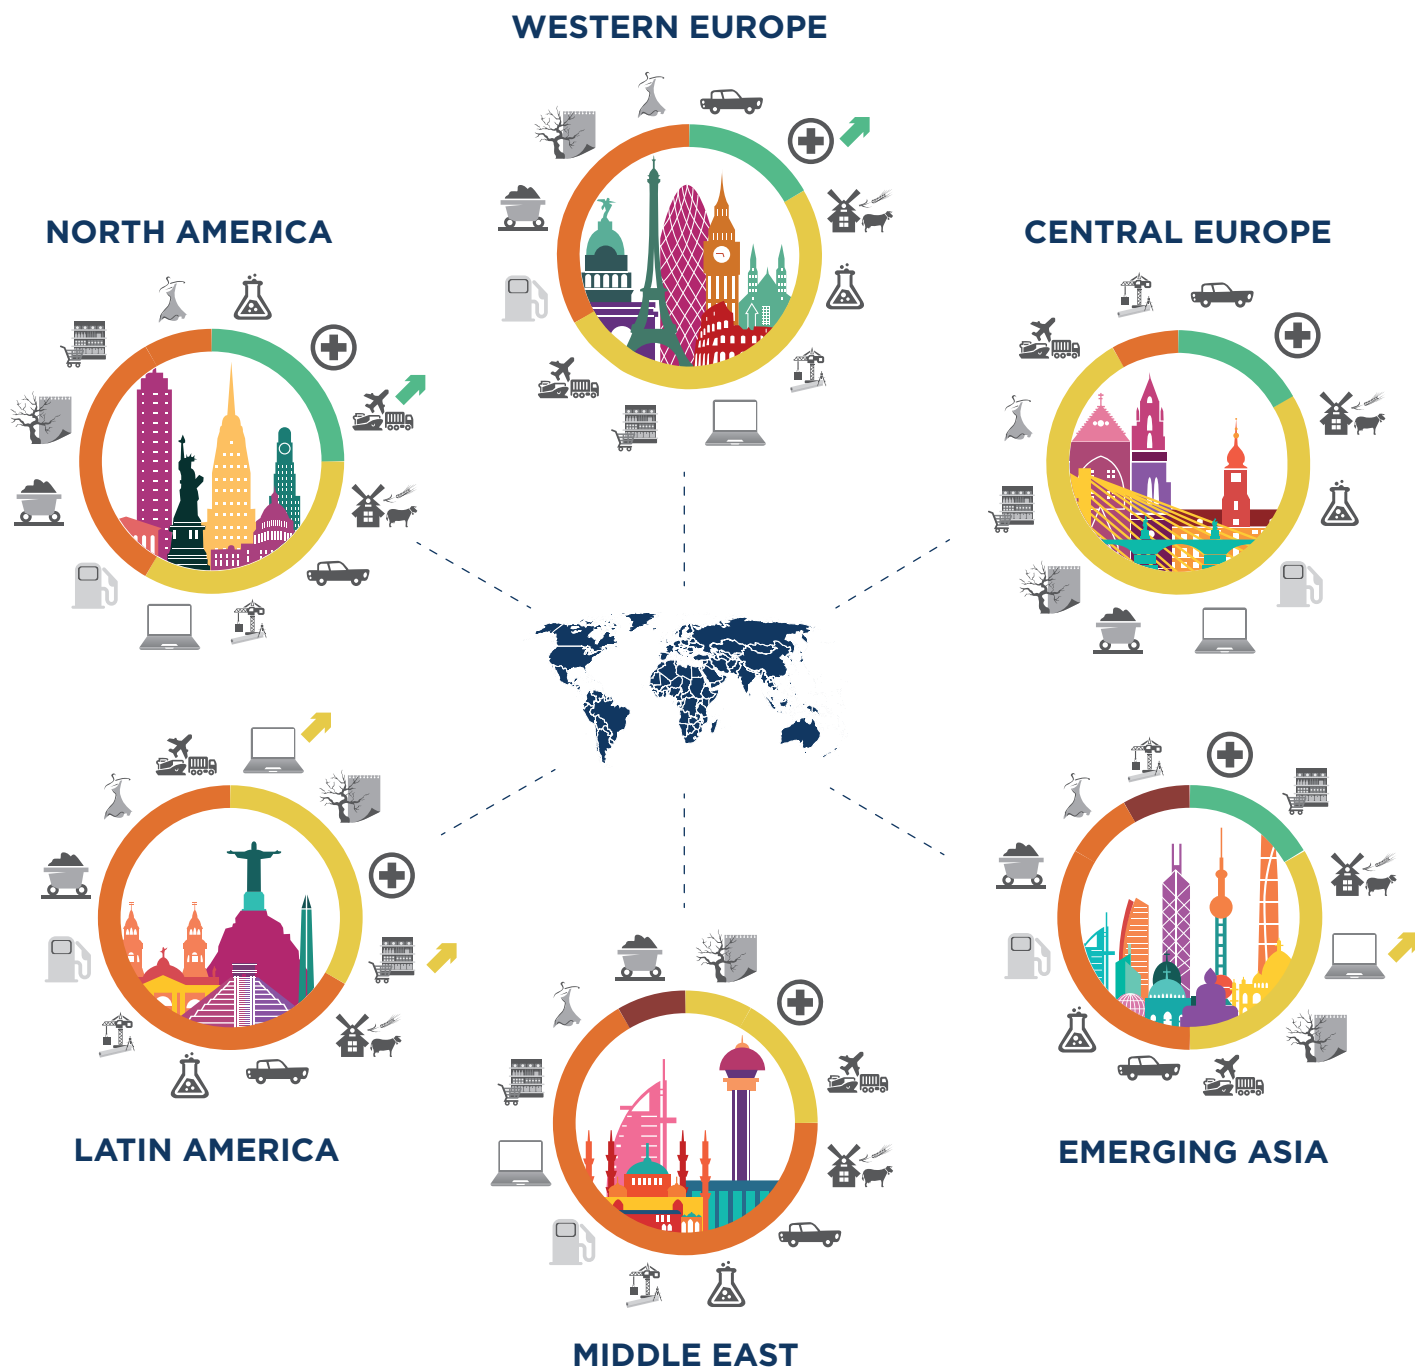 WESTERN EUROPE
NORTH AMERICA
CENTRAL EUROPE
LATIN AMERICA
EMERGING ASIA
MIDDLE EAST